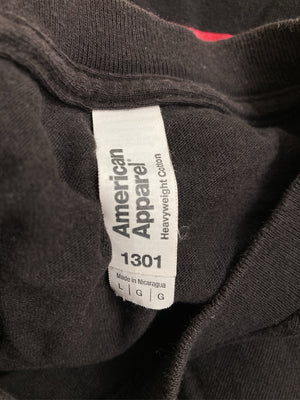 American
Apparel®
Heavyweight Cotton
1301
Made in Nicaragua
L | G | G